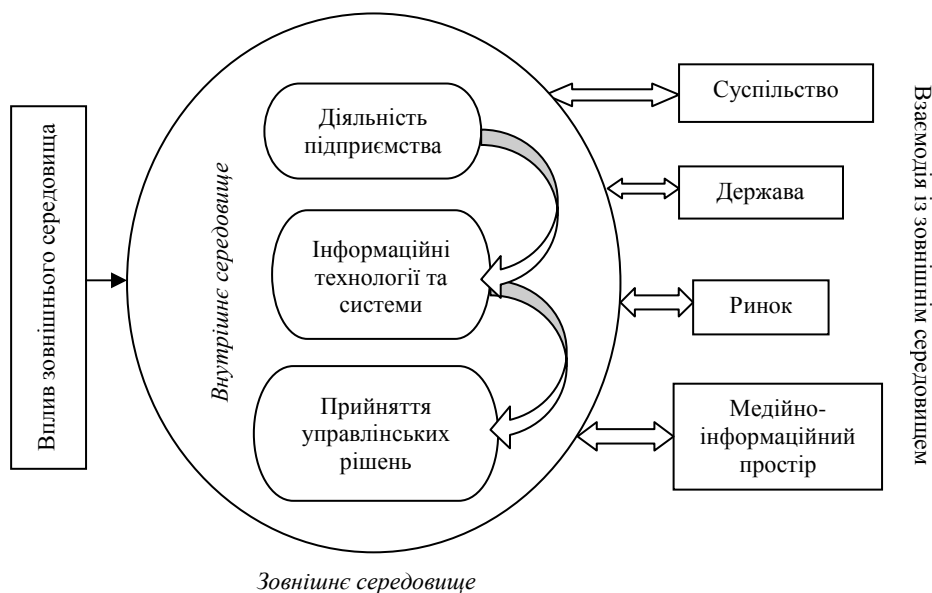 Вплив зовнішнього середовища
Внутрішнє середовище
Діяльність
підприємства
Інформаційні
технології та
системи
Прийняття
управлінських
рішень
Суспільство
Держава
Ринок
Медійно-
інформаційний
простір
Взаємодія із зовнішнім середовищем
Зовнішнє середовище